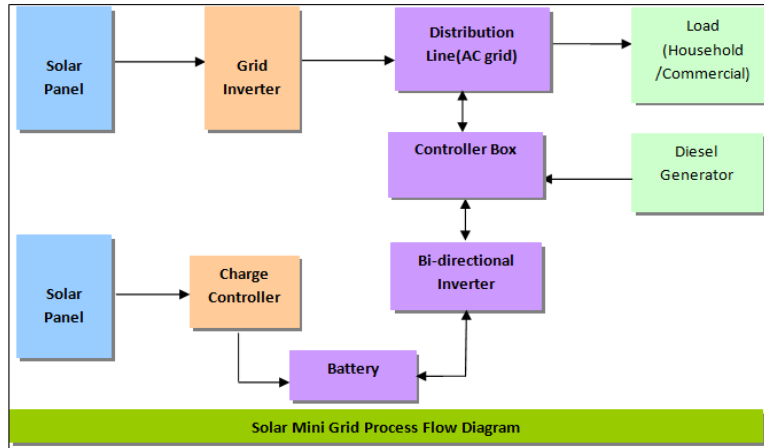 Solar
Panel
Grid
Inverter
Distribution
Line(AC grid)
Load
(Household
/Commercial)
Controller Box
Diesel
Generator
Solar
Panel
Charge
Controller
Bi-directional
Inverter
Battery
Solar Mini Grid Process Flow Diagram